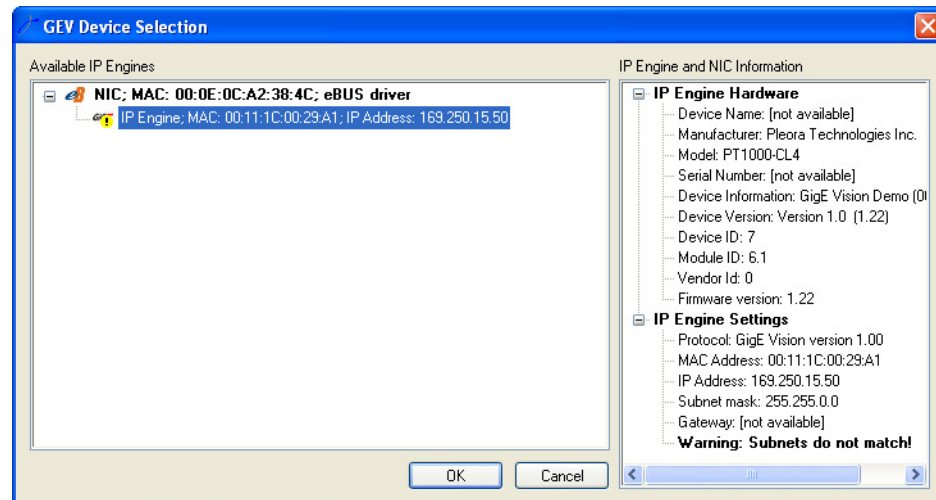 GEV Device Selection
Available IP Engines
NIC; MAC: 00:0E:0C:A2:38:4C; eBUS driver
IP Engine; MAC: 00:11:1C:00:29:A1; IP Address: 169.250.15.50
IP Engine and NIC Information
IP Engine Hardware
Device Name: [not available]
Manufacturer: Pleora Technologies Inc.
Model: PT1000-CL4
Serial Number: [not available]
Device Information: GigE Vision Demo (0
Device Version: Version 1.0 (1.22)
Device ID: 7
Module ID: 6.1
Vendor Id: 0
Firmware version: 1.22
IP Engine Settings
Protocol: GigE Vision version 1.00
MAC Address: 00:11:1C:00:29:A1
IP Address: 169.250.15.50
Subnet mask: 255.255.0.0
Gateway: [not available]
Warning: Subnets do not match!
OK
Cancel